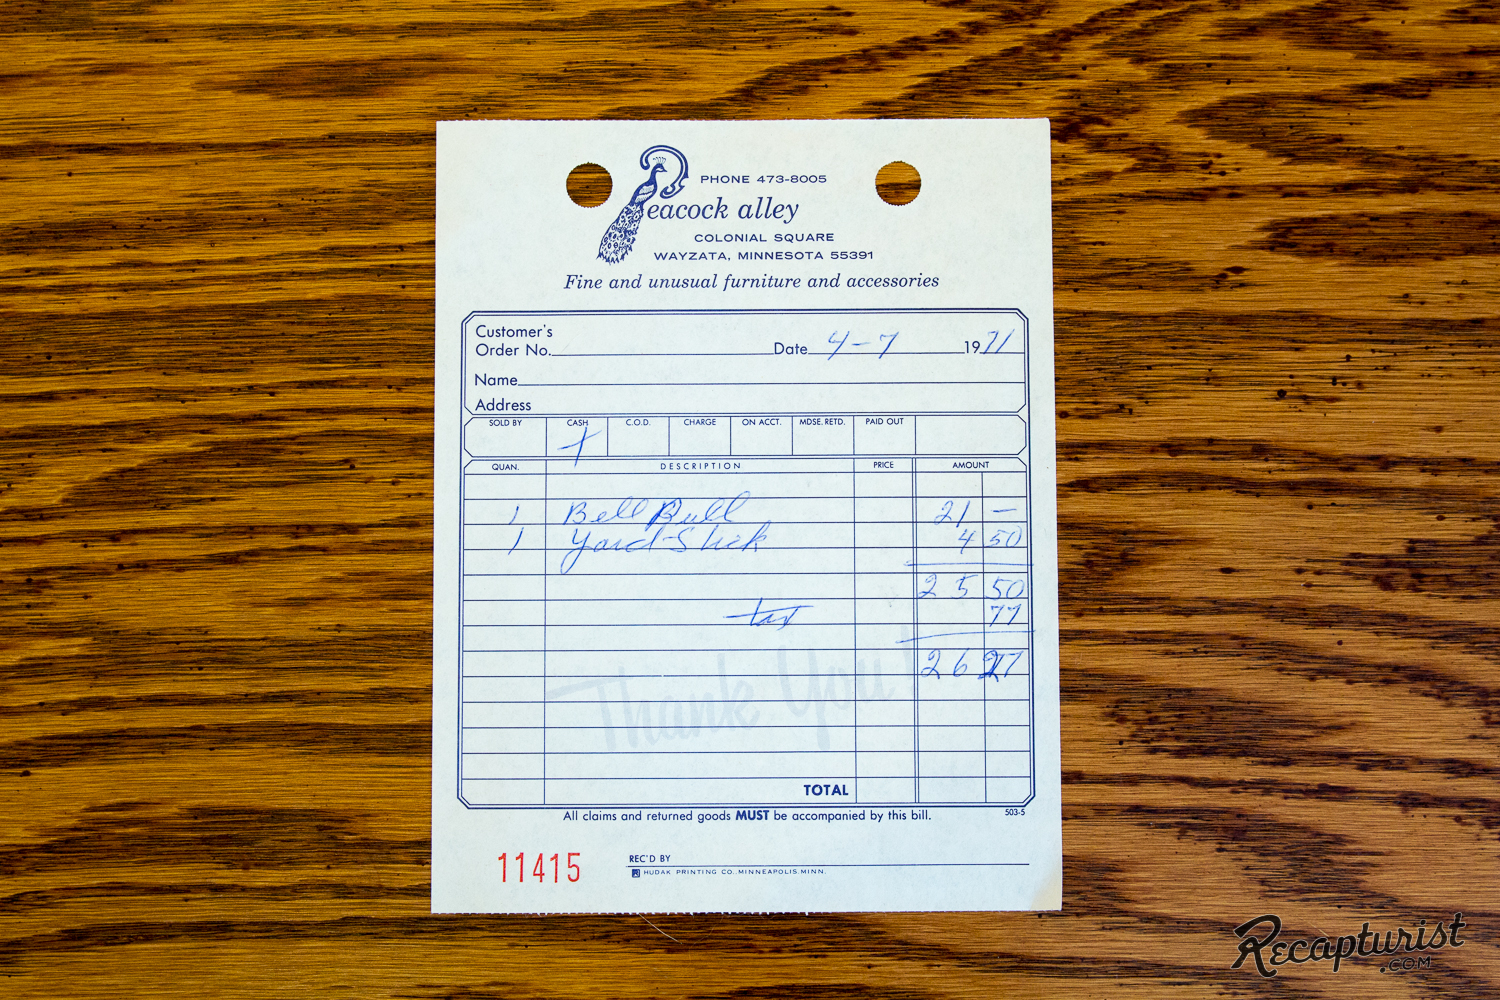 PHONE 473-8005
eacock alley
COLONIAL SQUARE
WAYZATA, MINNESOTA 55391
Fine and unusual furniture and accessories
Customer's
Order No. Date 4-7 1971
Name
Address
SOLD BY CASH C.O.D. CHARGE ON ACCT. MDSE. RETD. PAID OUT
X
QUAN. DESCRIPTION PRICE AMOUNT
1 Bell Pull 21 —
1 Yard-Stick 4 50
25 50
tax 77
26 27
Thank You!
TOTAL
All claims and returned goods MUST be accompanied by this bill. 503-5
11415 REC'D BY
HUDAK PRINTING CO. MINNEAPOLIS, MINN.
Recapturist
.COM